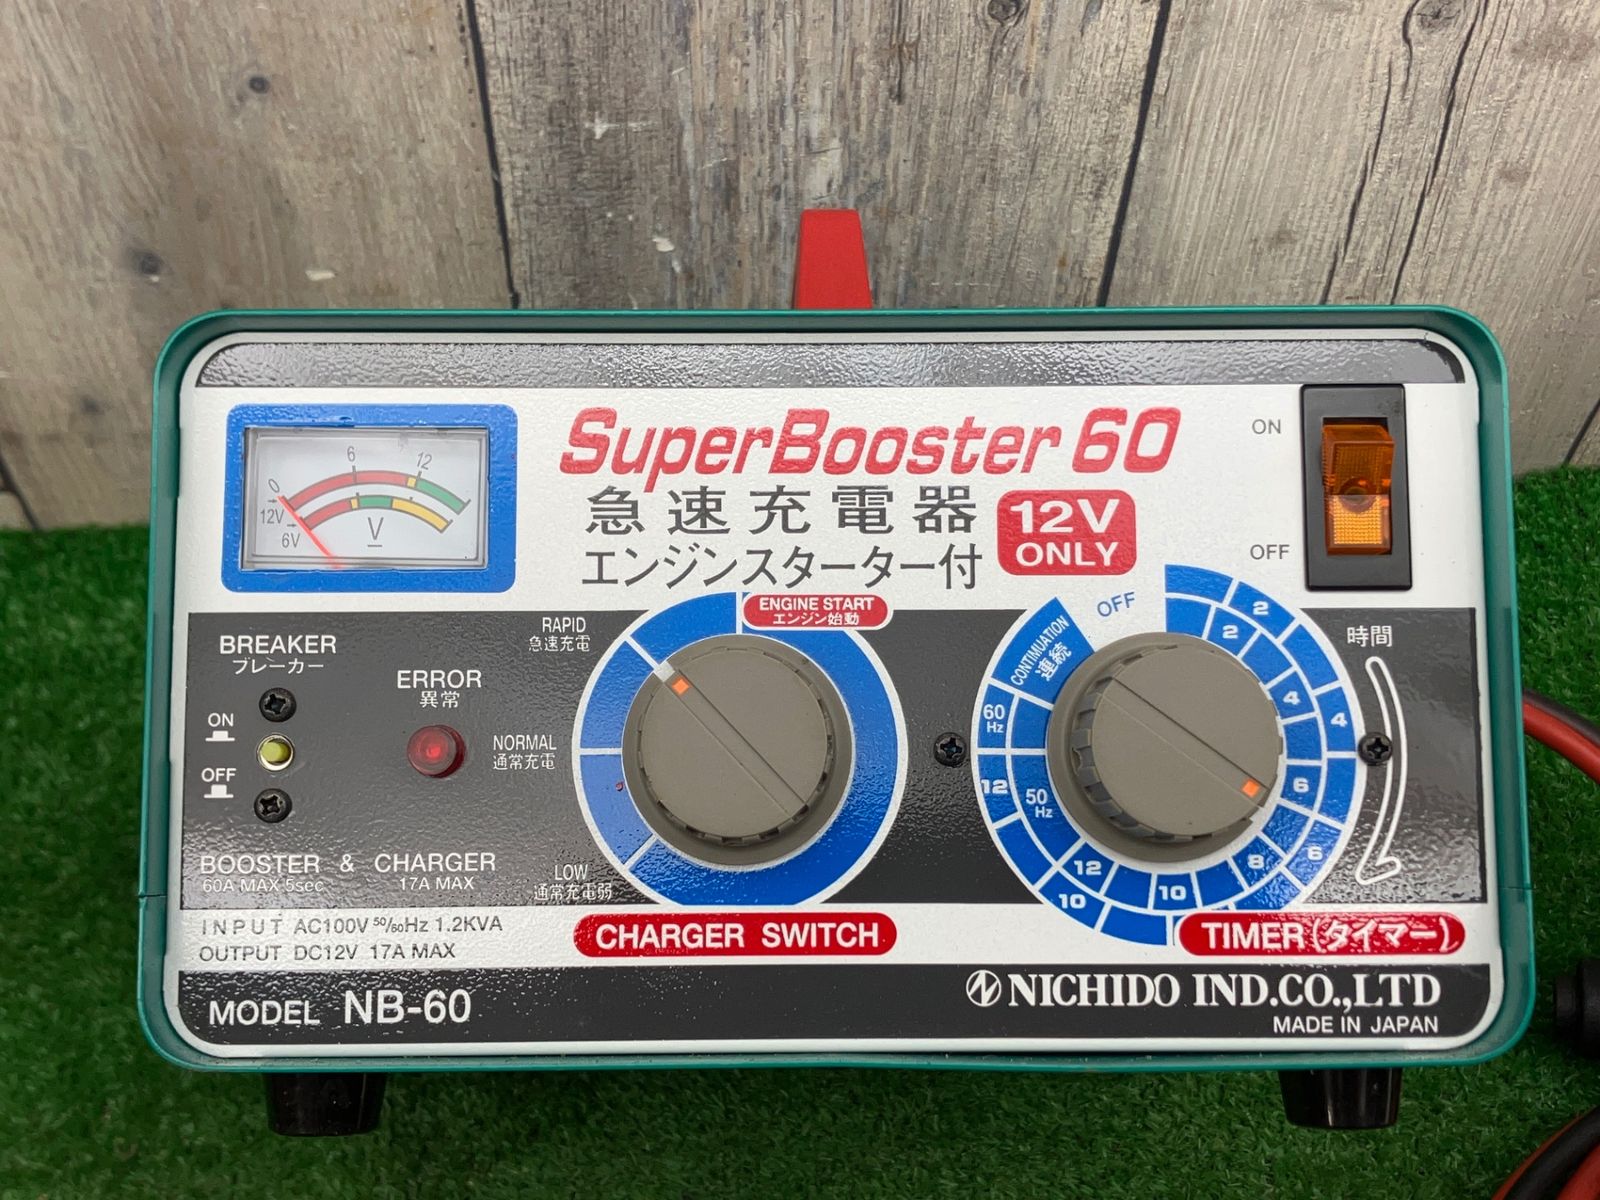 SuperBooster 60
急速充電器
エンジンスターター付
12V
ONLY
0
6
12
12V
6V
V
ON
OFF
BREAKER
ブレーカー
ON
OFF
ERROR
異常
RAPID
急速充電
NORMAL
通常充電
LOW
通常充電弱
ENGINE START
エンジン始動
CHARGER SWITCH
OFF
CONTIMUATION
連続
2
2
4
4
6
6
8
10
10
12
12
60
Hz
50
Hz
時間
TIMER(タイマー)
BOOSTER & CHARGER
60A MAX 5sec 17A MAX
INPUT AC100V 50/60Hz 1.2KVA
OUTPUT DC12V 17A MAX
MODEL NB-60
NICHIDO IND.CO.,LTD
MADE IN JAPAN